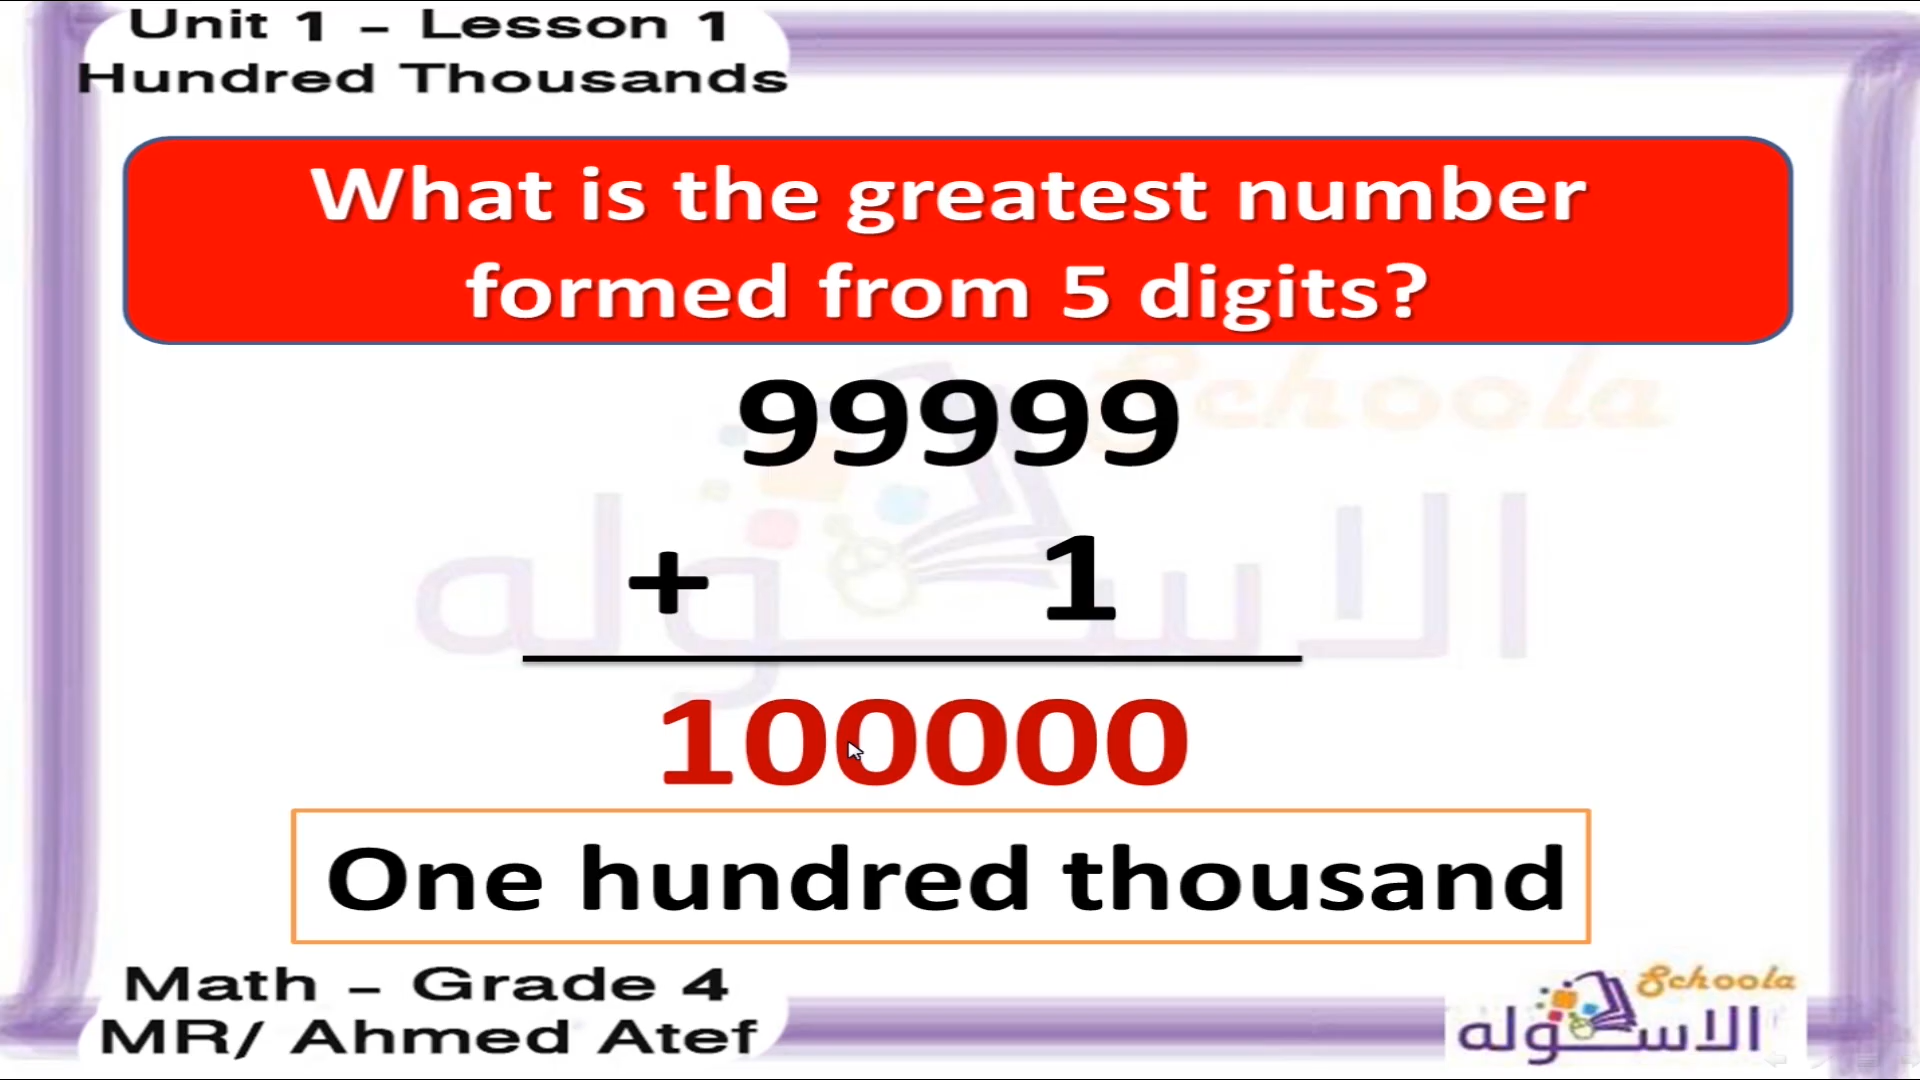 Unit 1 – Lesson 1
Hundred Thousands
What is the greatest number
formed from 5 digits?
99999
+ 1
100000
One hundred thousand
Math – Grade 4
MR/ Ahmed Atef
Schoola
الاسكوله